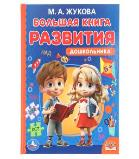 М. А. ЖУКОВА
БОЛЬШАЯ КНИГА
РАЗВИТИЯ
ДОШКОЛЬНИКА